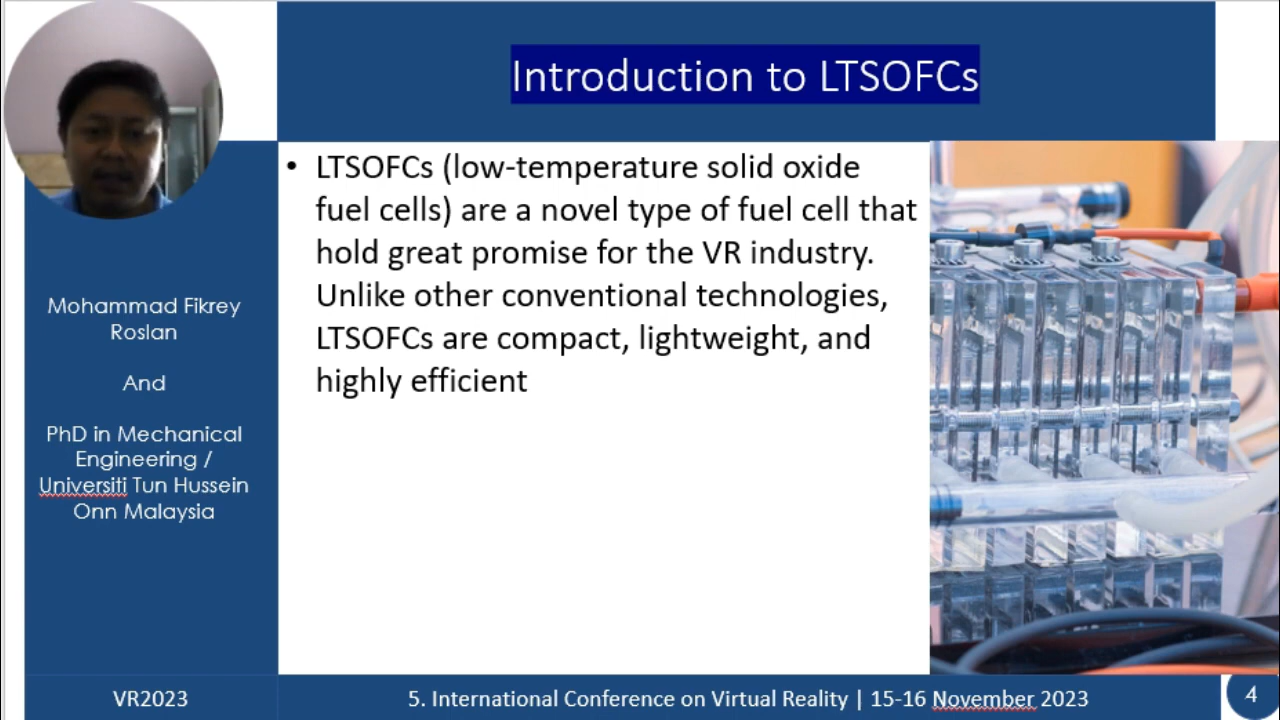 Introduction to LTSOFCs
• LTSOFCs (low-temperature solid oxide
fuel cells) are a novel type of fuel cell that
hold great promise for the VR industry.
Unlike other conventional technologies,
LTSOFCs are compact, lightweight, and
highly efficient
Mohammad Fikrey
Roslan
And
PhD in Mechanical
Engineering /
Universiti Tun Hussein
Onn Malaysia
VR2023
5. International Conference on Virtual Reality | 15-16 November 2023
4